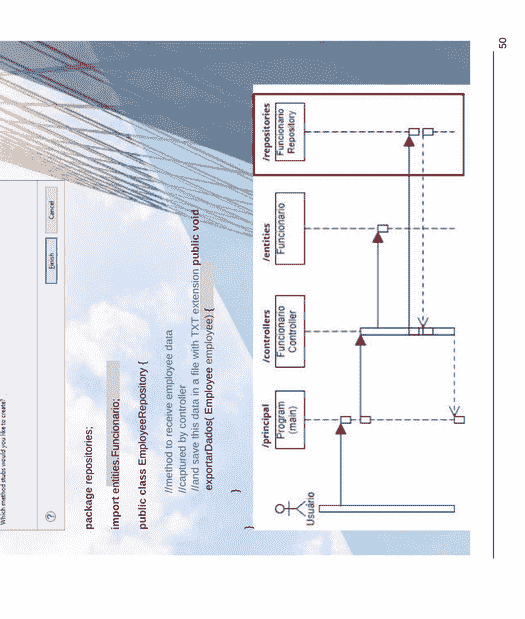 50
Which method stubs would you like to create?
Finish
Cancel
package repositories;
import entities.Funcionario;
public class EmployeeRepository {
//method to receive employee data
//captured by controller
//and save this data in a file with TXT extension public void
exportarDados( Employee employee) {
}
}
Usuário
/principal
Program
(main)
/controllers
Funcionario
Controller
/entities
Funcionario
/repositories
Funcionario
Repository